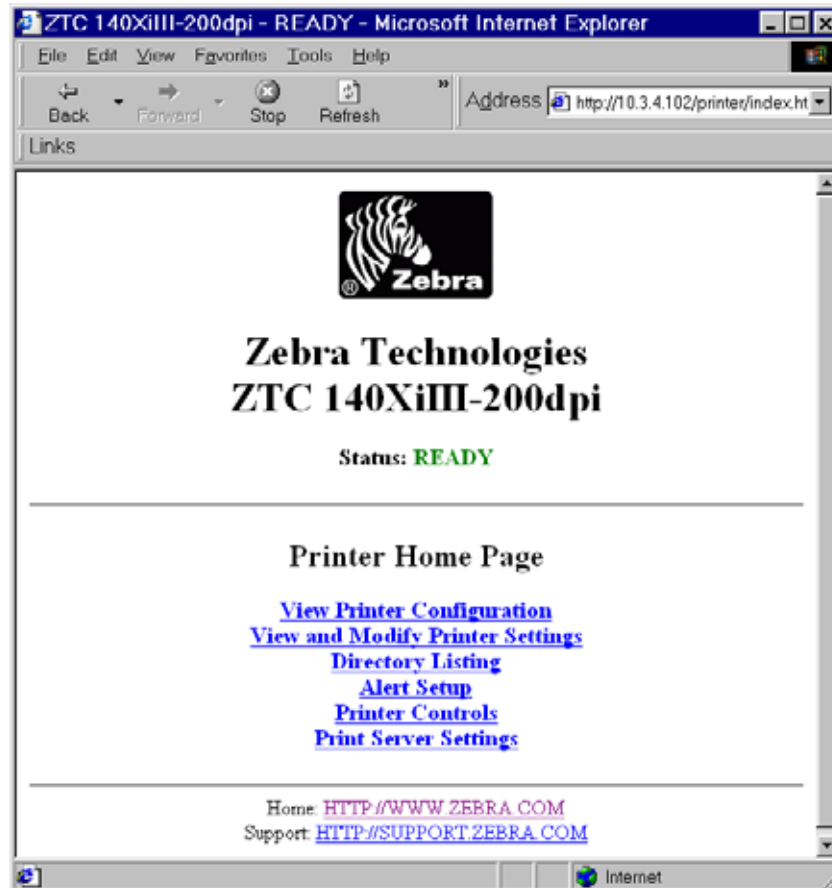 ZTC 140XiIII-200dpi - READY - Microsoft Internet Explorer
File Edit View Favorites Tools Help
Back Forward Stop Refresh » Address http://10.3.4.102/printer/index.ht
Links
® Zebra
Zebra Technologies
ZTC 140XiIII-200dpi
Status: READY
Printer Home Page
View Printer Configuration
View and Modify Printer Settings
Directory Listing
Alert Setup
Printer Controls
Print Server Settings
Home: HTTP://WWW.ZEBRA.COM
Support: HTTP://SUPPORT.ZEBRA.COM
Internet